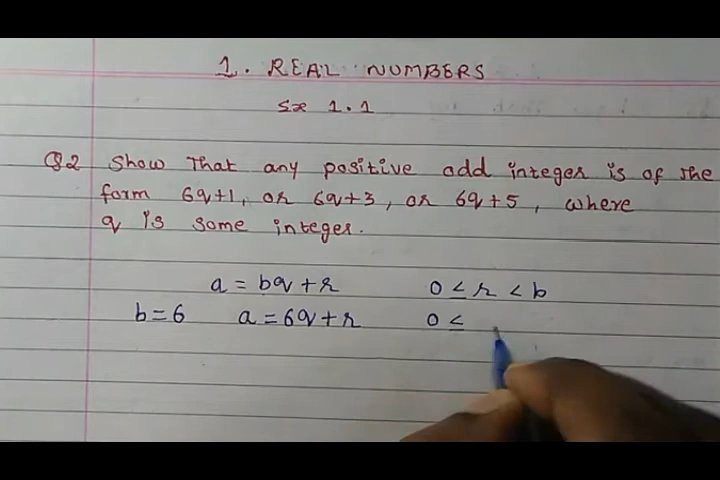 1. REAL NUMBERS
Ex 1.1
Q2 Show That any positive odd integer is of the
form 6q+1, or 6q+3, or 6q+5, where
q is some integer.
a = bq + r 0 ≤ r < b
b = 6 a = 6q + r 0 ≤